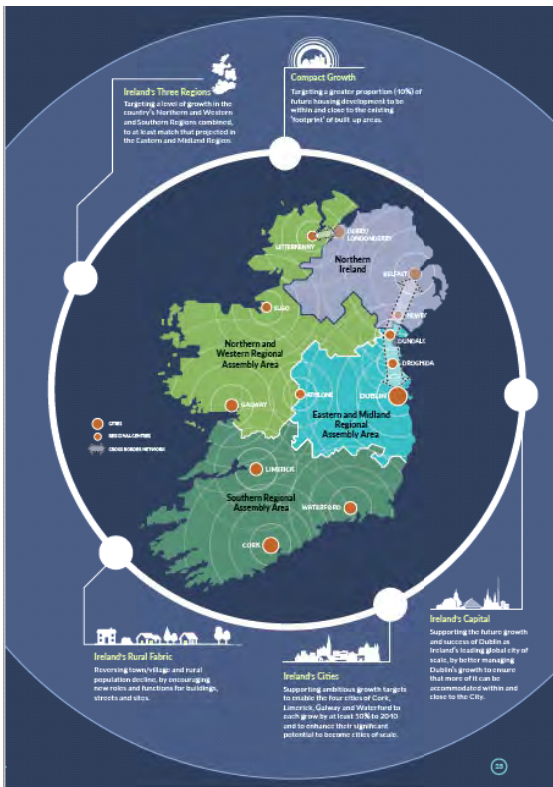 Ireland's Three Regions
Targeting a level of growth in the
country's Northern and Western
and Southern Regions combined,
to at least match that projected in
the Eastern and Midland Region.
Compact Growth
Targeting a greater proportion (40%) of
future housing development to be
within and close to the existing
'footprint' of built-up areas.
DERRY/
LONDONDERRY
LETTERKENNY
Northern
Ireland
BELFAST
SLIGO
NEWRY
DUNDALK
Northern and
Western Regional
Assembly Area
DROGHEDA
ATHLONE
DUBLIN
GALWAY
Eastern and Midland
Regional
Assembly Area
CITIES
REGIONAL CENTRES
CROSS BORDER NETWORK
LIMERICK
Southern Regional
Assembly Area
WATERFORD
CORK
Ireland's Rural Fabric
Reversing town/village and rural
population decline, by encouraging
new roles and functions for buildings,
streets and sites.
Ireland's Cities
Supporting ambitious growth targets
to enable the four cities of Cork,
Limerick, Galway and Waterford to
each grow by at least 50% to 2040
and to enhance their significant
potential to become cities of scale.
Ireland's Capital
Supporting the future growth
and success of Dublin as
Ireland's leading global city of
scale, by better managing
Dublin's growth to ensure
that more of it can be
accommodated within and
close to the City.
23